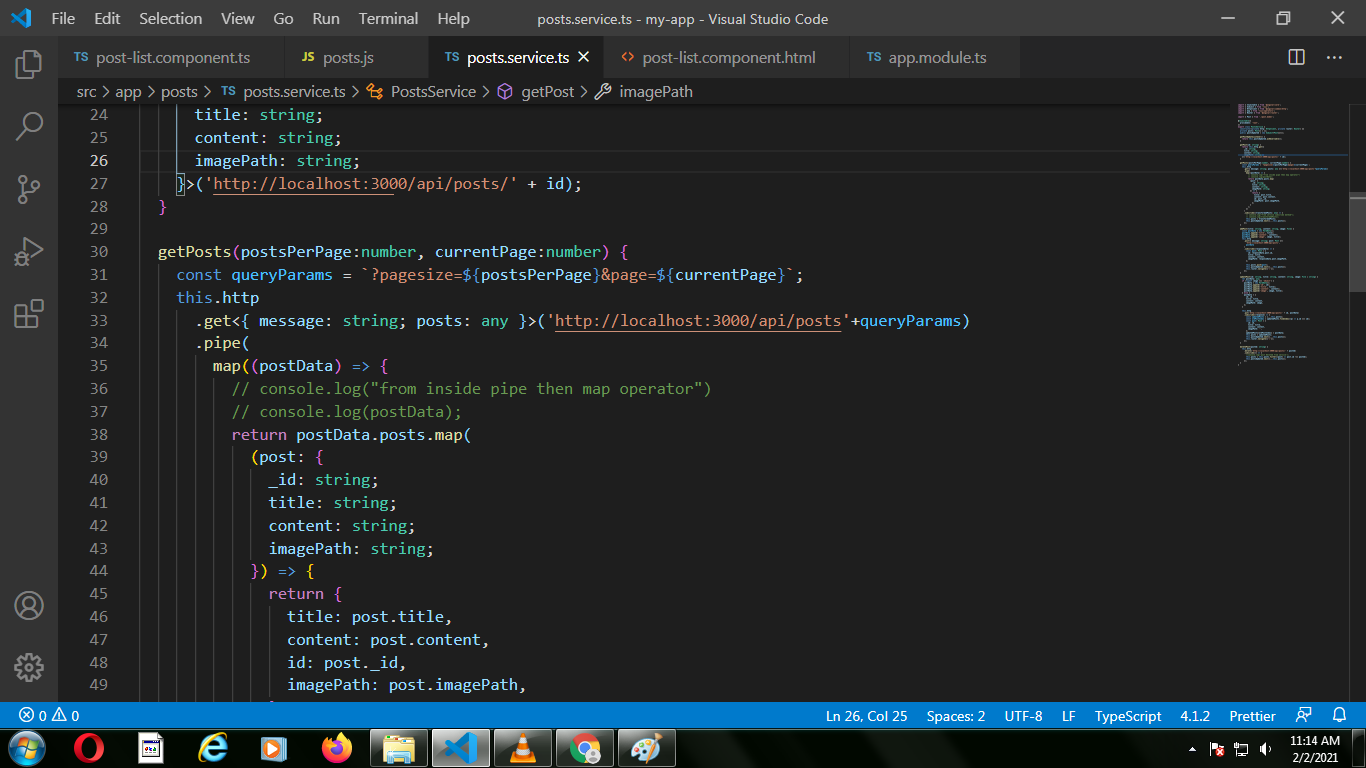 File Edit Selection View Go Run Terminal Help posts.service.ts - my-app - Visual Studio Code
TS post-list.component.ts JS posts.js TS posts.service.ts <> post-list.component.html TS app.module.ts
src > app > posts > TS posts.service.ts > PostsService > getPost > imagePath
24 title: string;
25 content: string;
26 imagePath: string;
27 }>('http://localhost:3000/api/posts/' + id);
28 }
29
30 getPosts(postsPerPage:number, currentPage:number) {
31 const queryParams = `?pagesize=${postsPerPage}&page=${currentPage}`;
32 this.http
33 .get<{ message: string; posts: any }>('http://localhost:3000/api/posts'+queryParams)
34 .pipe(
35 map((postData) => {
36 // console.log("from inside pipe then map operator")
37 // console.log(postData);
38 return postData.posts.map(
39 (post: {
40 _id: string;
41 title: string;
42 content: string;
43 imagePath: string;
44 }) => {
45 return {
46 title: post.title,
47 content: post.content,
48 id: post._id,
49 imagePath: post.imagePath,
0 0 Ln 26, Col 25 Spaces: 2 UTF-8 LF TypeScript 4.1.2 Prettier
11:14 AM
2/2/2021